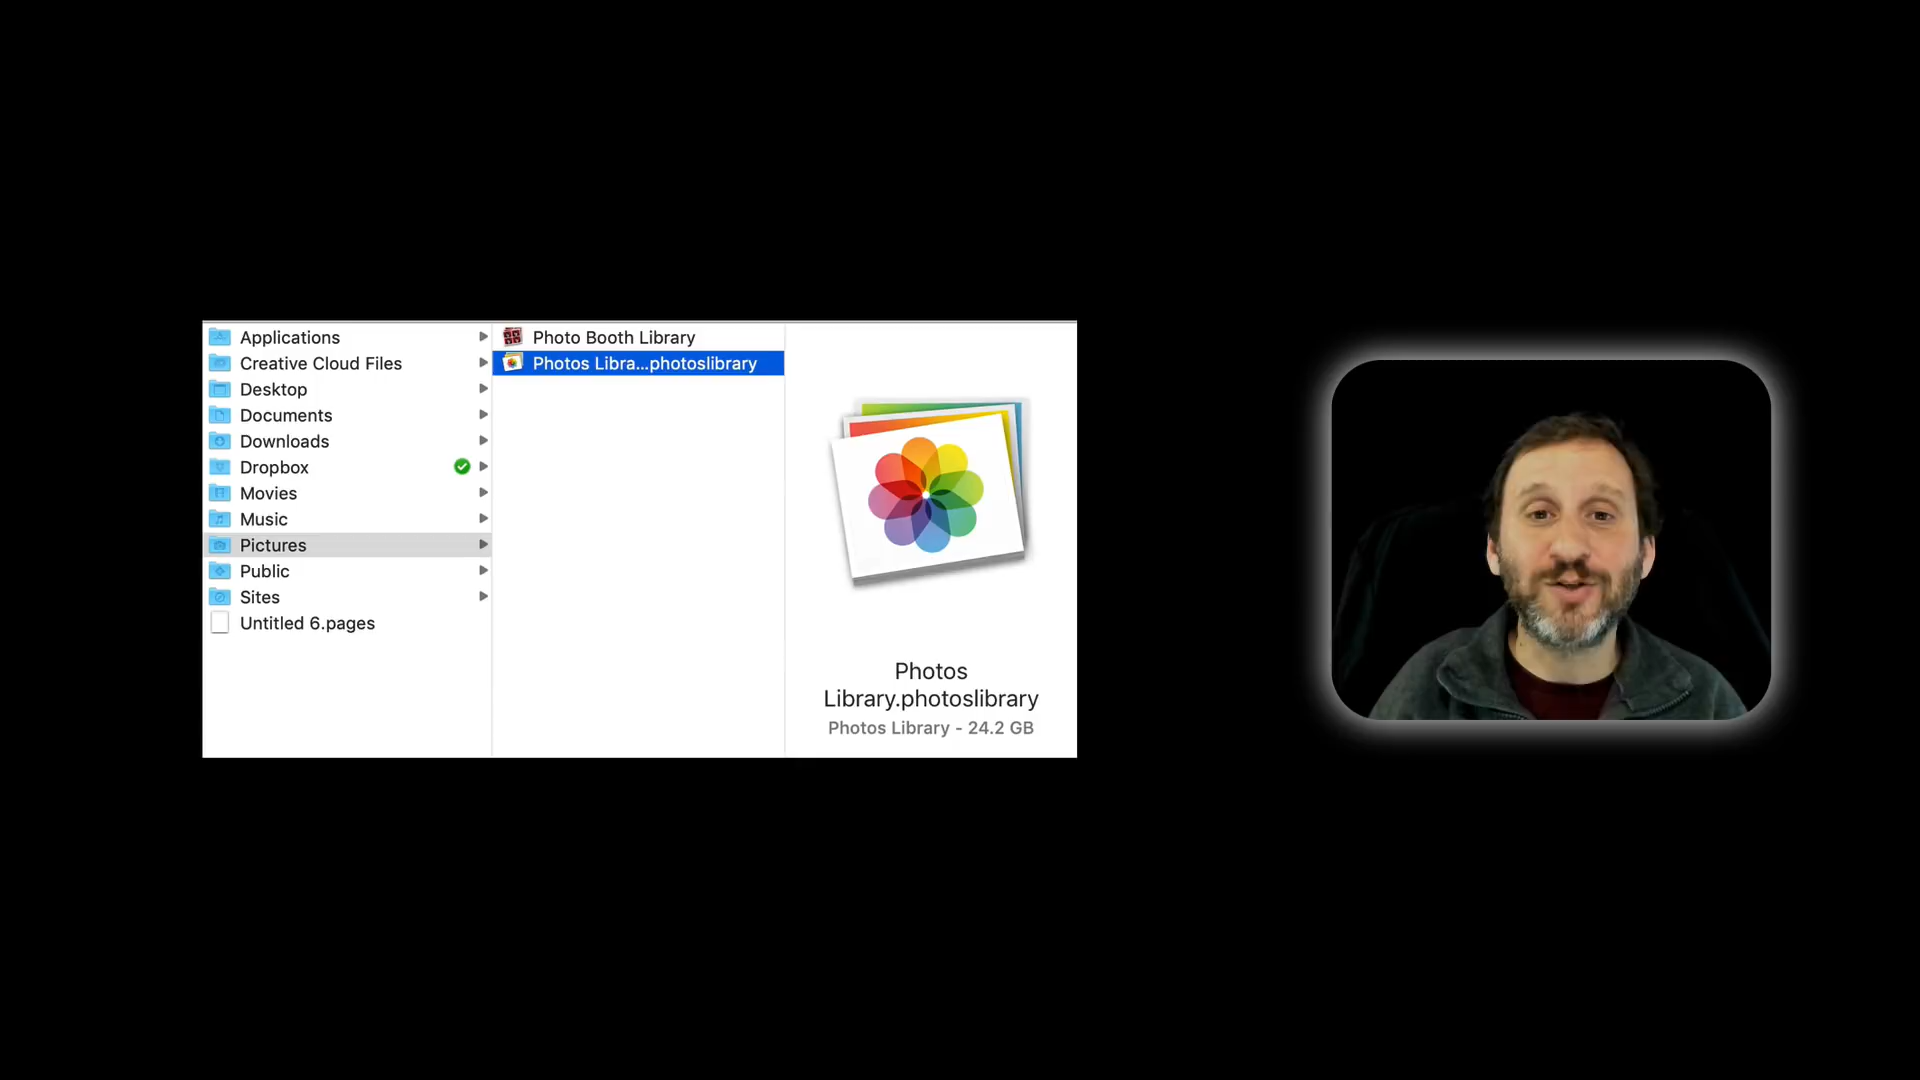 Applications
Creative Cloud Files
Desktop
Documents
Downloads
Dropbox
Movies
Music
Pictures
Public
Sites
Untitled 6.pages
Photo Booth Library
Photos Libra...photoslibrary
Photos
Library.photoslibrary
Photos Library - 24.2 GB